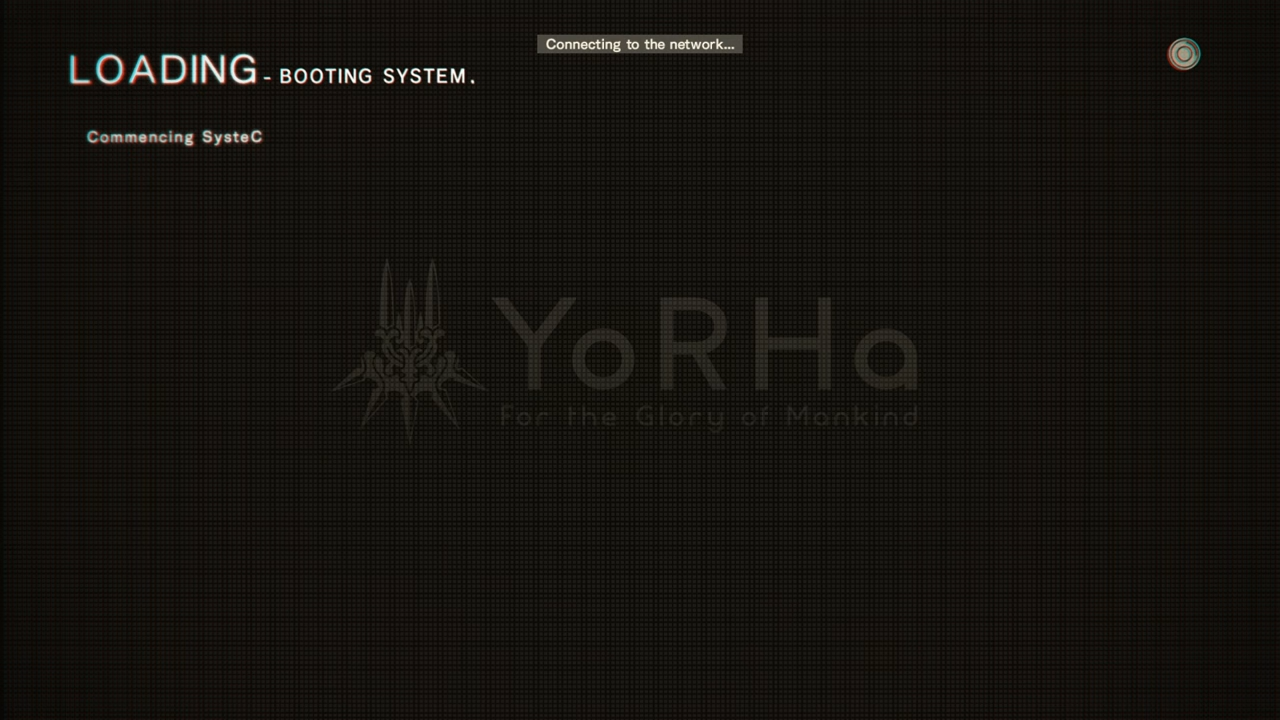 Connecting to the network...
LOADING - BOOTING SYSTEM.
Commencing SysteC
YoRHa
For the Glory of Mankind